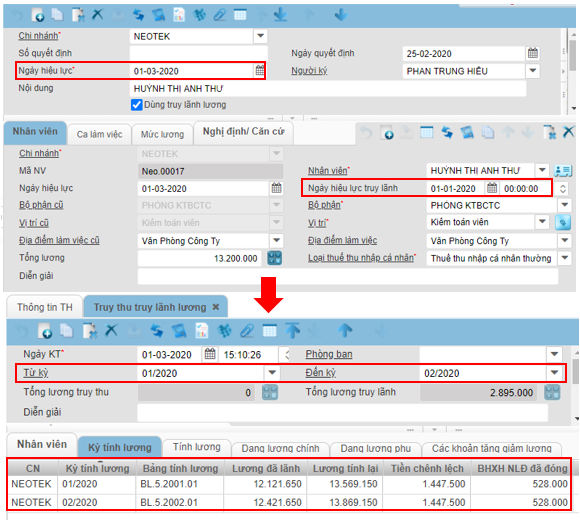 Chi nhánh* NEOTEK
Số quyết định Ngày quyết định 25-02-2020
Ngày hiệu lực* 01-03-2020 Người ký* PHAN TRUNG HIẾU
Nội dung HUỲNH THỊ ANH THƯ
Dùng truy lãnh lương
Nhân viên Ca làm việc Mức lương Nghị định/ Căn cứ
Chi nhánh* NEOTEK
Mã NV Neo.00017 Nhân viên* HUỲNH THỊ ANH THƯ
Ngày hiệu lực 01-03-2020 Ngày hiệu lực truy lãnh 01-01-2020 00:00:00
Bộ phận cũ PHONG KTBCTC Bộ phận* PHONG KTBCTC
Vị trí cũ Kiểm toán viên Vị trí* Kiểm toán viên
Địa điểm làm việc cũ Văn Phòng Công Ty Địa điểm làm việc Văn Phòng Công Ty
Tổng lương 13.200.000 Loại thuế thu nhập cá nhân* Thuế thu nhập cá nhân thường
Diễn giải
Thông tin TH Truy thu truy lãnh lương ×
Ngày KT* 01-03-2020 15:10:26 Phòng ban
Từ kỳ 01/2020 Đến kỳ 02/2020
Tổng lương truy thu 0 Tổng lương truy lãnh 2.895.000
Diễn giải
Nhân viên Kỳ tính lương Tính lương Dạng lương chính Dạng lương phụ Các khoản tăng giảm lương
CN Kỳ tính lương Bảng tính lương Lương đã lãnh Lương tính lại Tiền chênh lệch BHXH NLĐ đã đóng
NEOTEK 01/2020 BL.5.2001.01 12.121.650 13.569.150 1.447.500 528.000
NEOTEK 02/2020 BL.5.2002.01 12.421.650 13.869.150 1.447.500 528.000